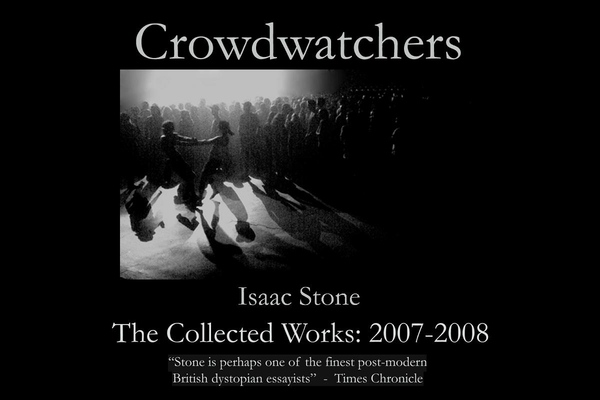 Crowdwatchers
Isaac Stone
The Collected Works: 2007-2008
“Stone is perhaps one of the finest post-modern
British dystopian essayists” - Times Chronicle